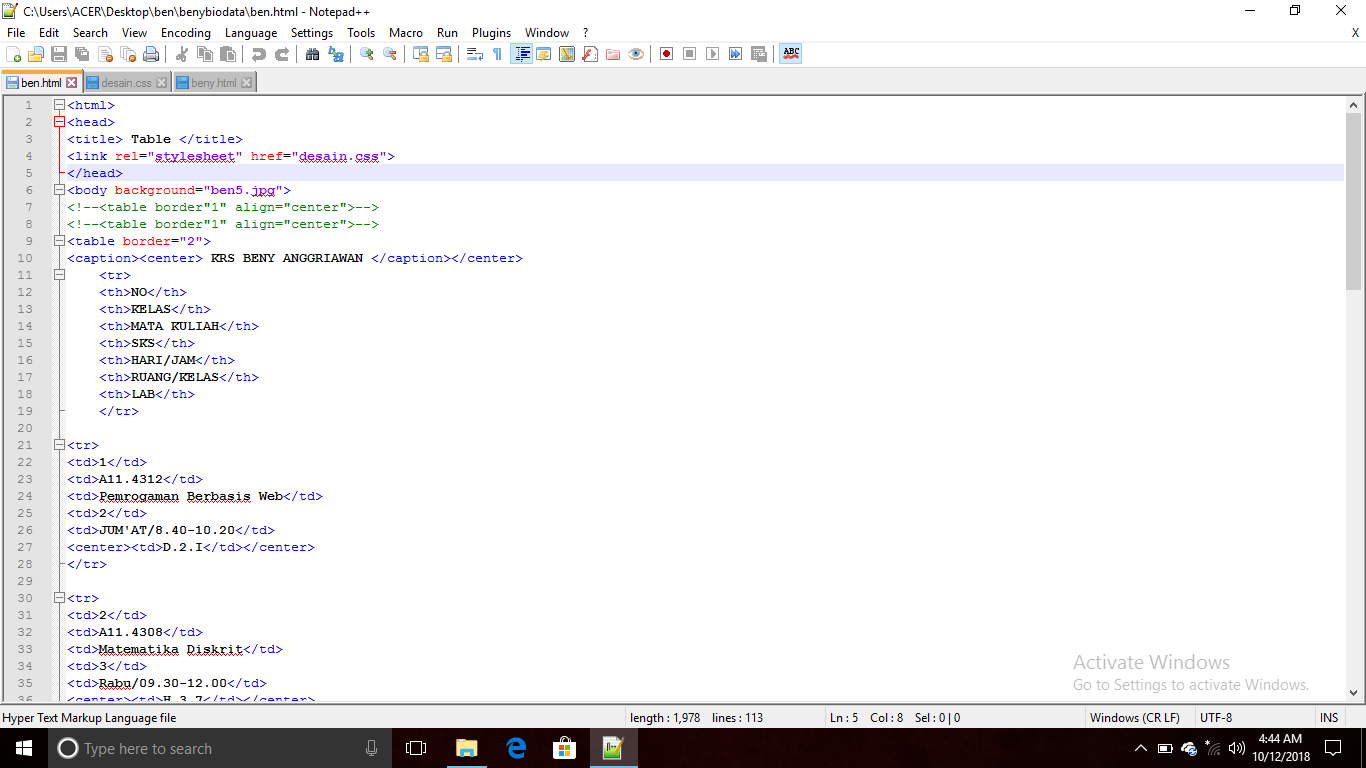 C:\Users\ACER\Desktop\ben\benybiodata\ben.html - Notepad++
File Edit Search View Encoding Language Settings Tools Macro Run Plugins Window ? X
ABC
ben.html desain.css beny.html
1 <html>
2 <head>
3 <title> Table </title>
4 <link rel="stylesheet" href="desain.css">
5 </head>
6 <body background="ben5.jpg">
7 <!--<table border"1" align="center">-->
8 <!--<table border"1" align="center">-->
9 <table border="2">
10 <caption><center> KRS BENY ANGGRIAWAN </caption></center>
11 <tr>
12 <th>NO</th>
13 <th>KELAS</th>
14 <th>MATA KULIAH</th>
15 <th>SKS</th>
16 <th>HARI/JAM</th>
17 <th>RUANG/KELAS</th>
18 <th>LAB</th>
19 </tr>
20
21 <tr>
22 <td>1</td>
23 <td>A11.4312</td>
24 <td>Pemrogaman Berbasis Web</td>
25 <td>2</td>
26 <td>JUM'AT/8.40-10.20</td>
27 <center><td>D.2.I</td></center>
28 </tr>
29
30 <tr>
31 <td>2</td>
32 <td>A11.4308</td>
33 <td>Matematika Diskrit</td>
34 <td>3</td>
35 <td>Rabu/09.30-12.00</td>
36 <center><td>H.3.7</td></center>
Activate Windows
Go to Settings to activate Windows.
Hyper Text Markup Language file length : 1,978 lines : 113 Ln : 5 Col : 8 Sel : 0 | 0 Windows (CR LF) UTF-8 INS
Type here to search
4:44 AM
10/12/2018